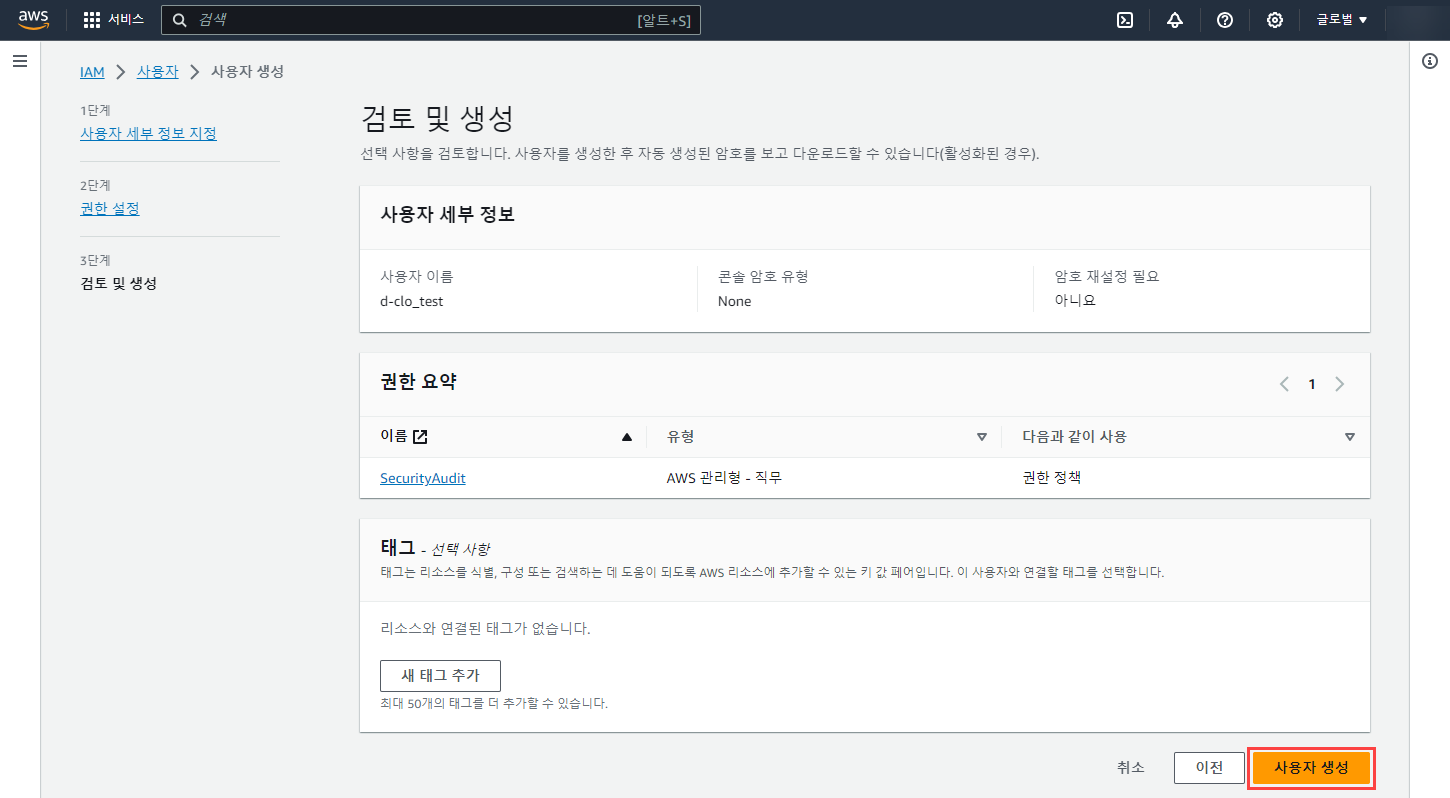 aws 서비스 검색 [알트+S] 글로벌 ▼
IAM > 사용자 > 사용자 생성
1단계
사용자 세부 정보 지정
2단계
권한 설정
3단계
검토 및 생성
검토 및 생성
선택 사항을 검토합니다. 사용자를 생성한 후 자동 생성된 암호를 보고 다운로드할 수 있습니다(활성화된 경우).
사용자 세부 정보
사용자 이름 콘솔 암호 유형 암호 재설정 필요
d-clo_test None 아니요
권한 요약 < 1 >
이름 ▲ 유형 ▽ 다음과 같이 사용 ▽
SecurityAudit AWS 관리형 - 직무 권한 정책
태그 - 선택 사항
태그는 리소스를 식별, 구성 또는 검색하는 데 도움이 되도록 AWS 리소스에 추가할 수 있는 키 값 페어입니다. 이 사용자와 연결할 태그를 선택합니다.
리소스와 연결된 태그가 없습니다.
새 태그 추가
최대 50개의 태그를 더 추가할 수 있습니다.
취소 이전 사용자 생성